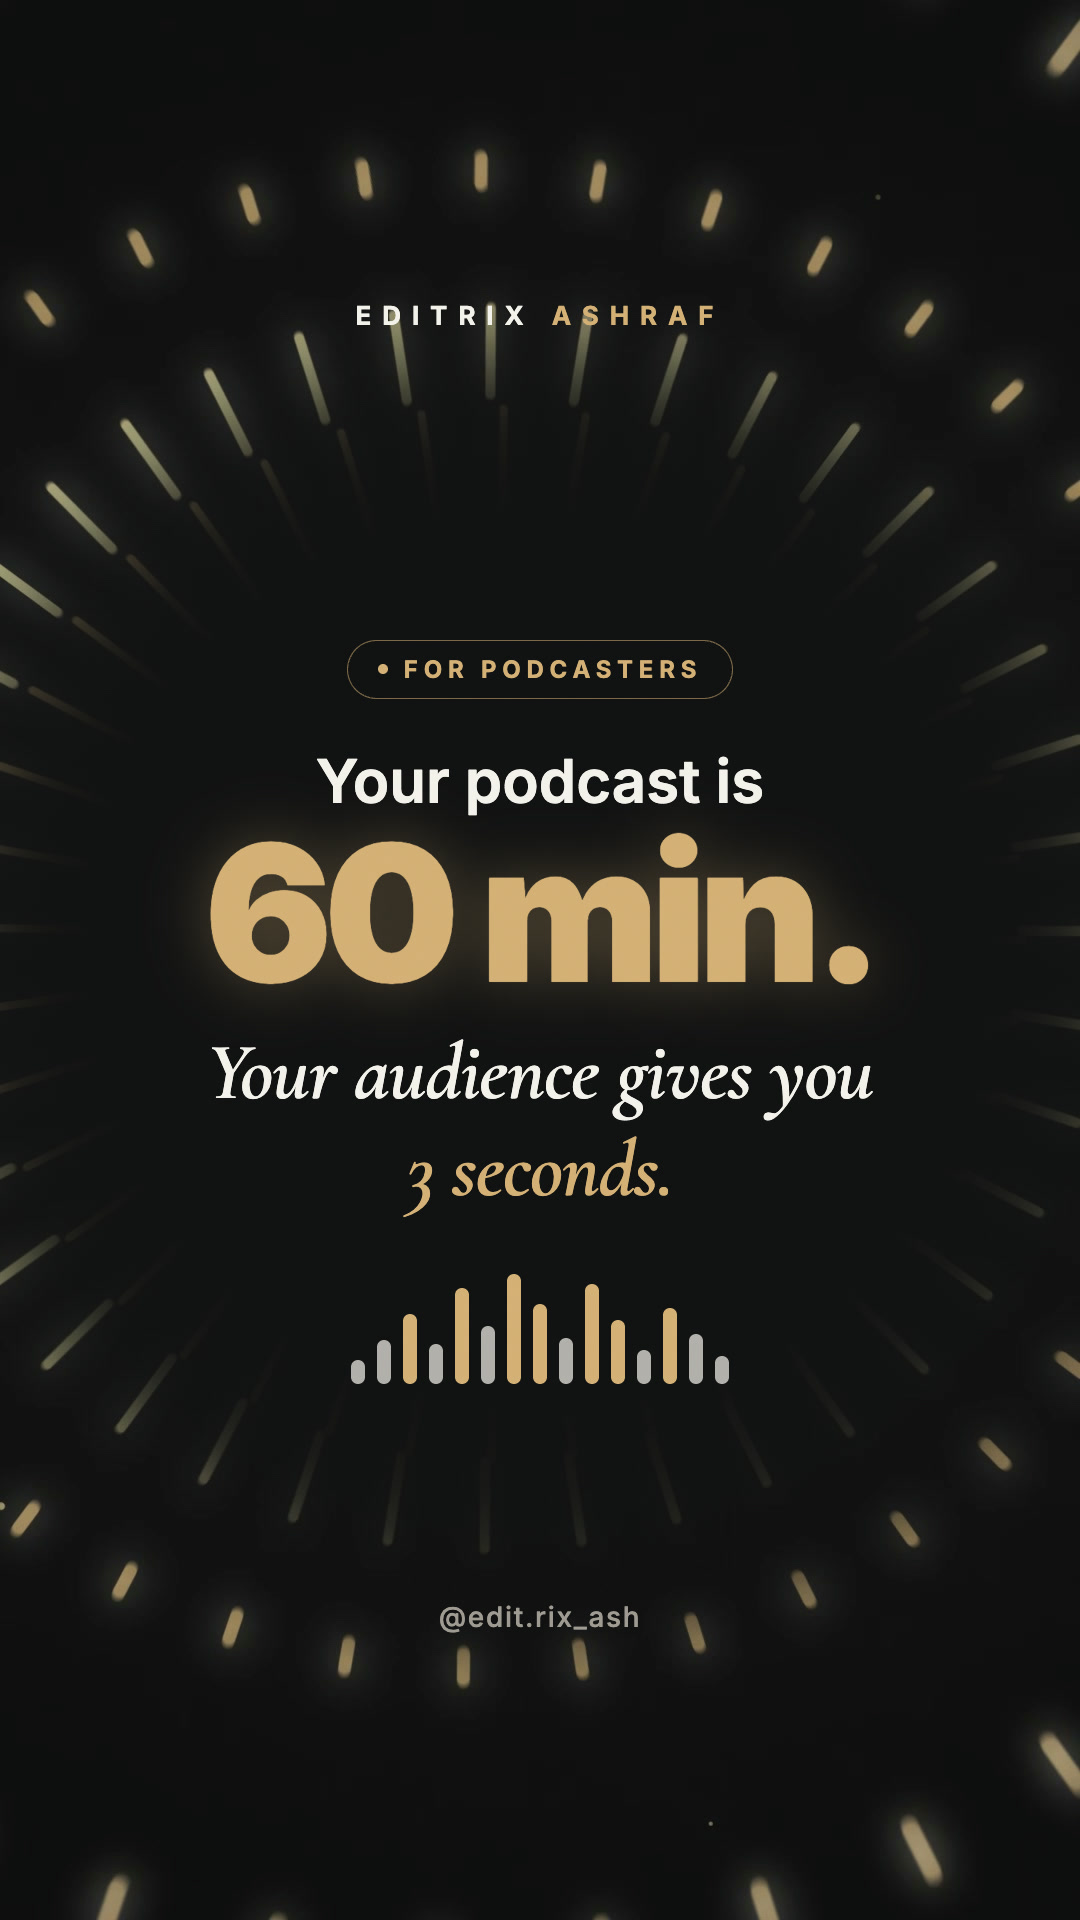 EDITRIX ASHRAF
• FOR PODCASTERS
Your podcast is
60 min.
Your audience gives you
3 seconds.
@edit.rix_ash